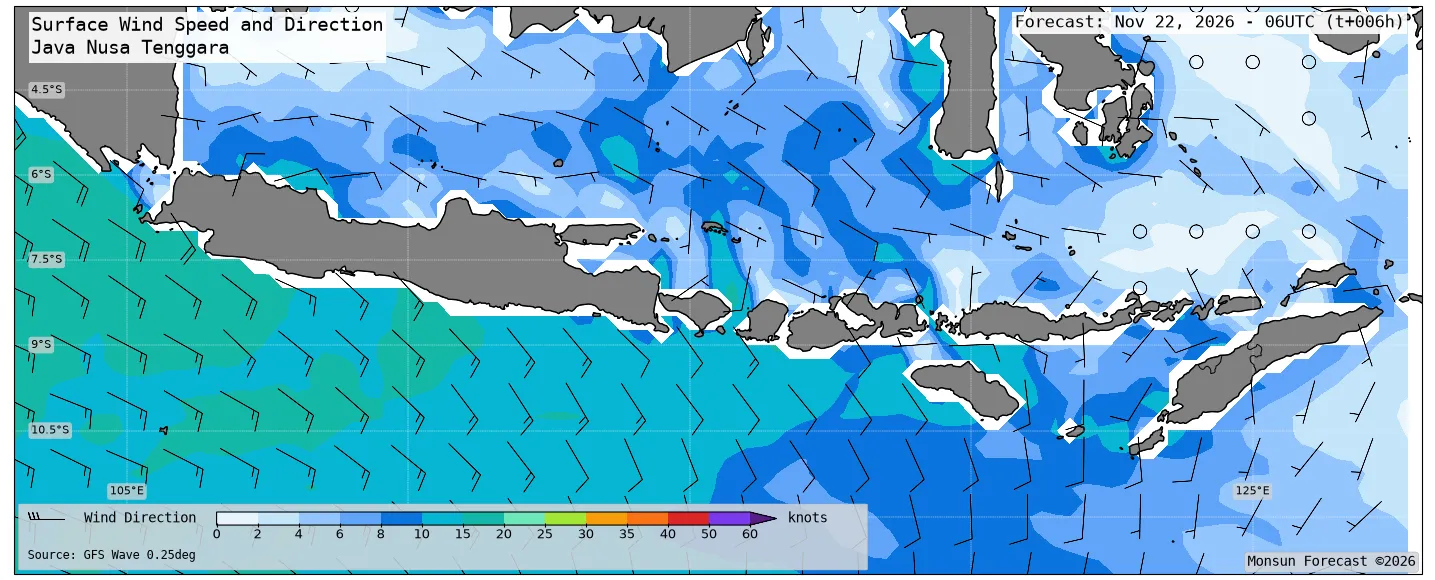 Surface Wind Speed and Direction
Java Nusa Tenggara
Forecast: Nov 22, 2026 - 06UTC (t+006h)
4.5°S
6°S
7.5°S
9°S
10.5°S
105°E
125°E
Wind Direction
0 2 4 6 8 10 15 20 25 30 35 40 50 60
knots
Source: GFS Wave 0.25deg
Monsun Forecast ©2026